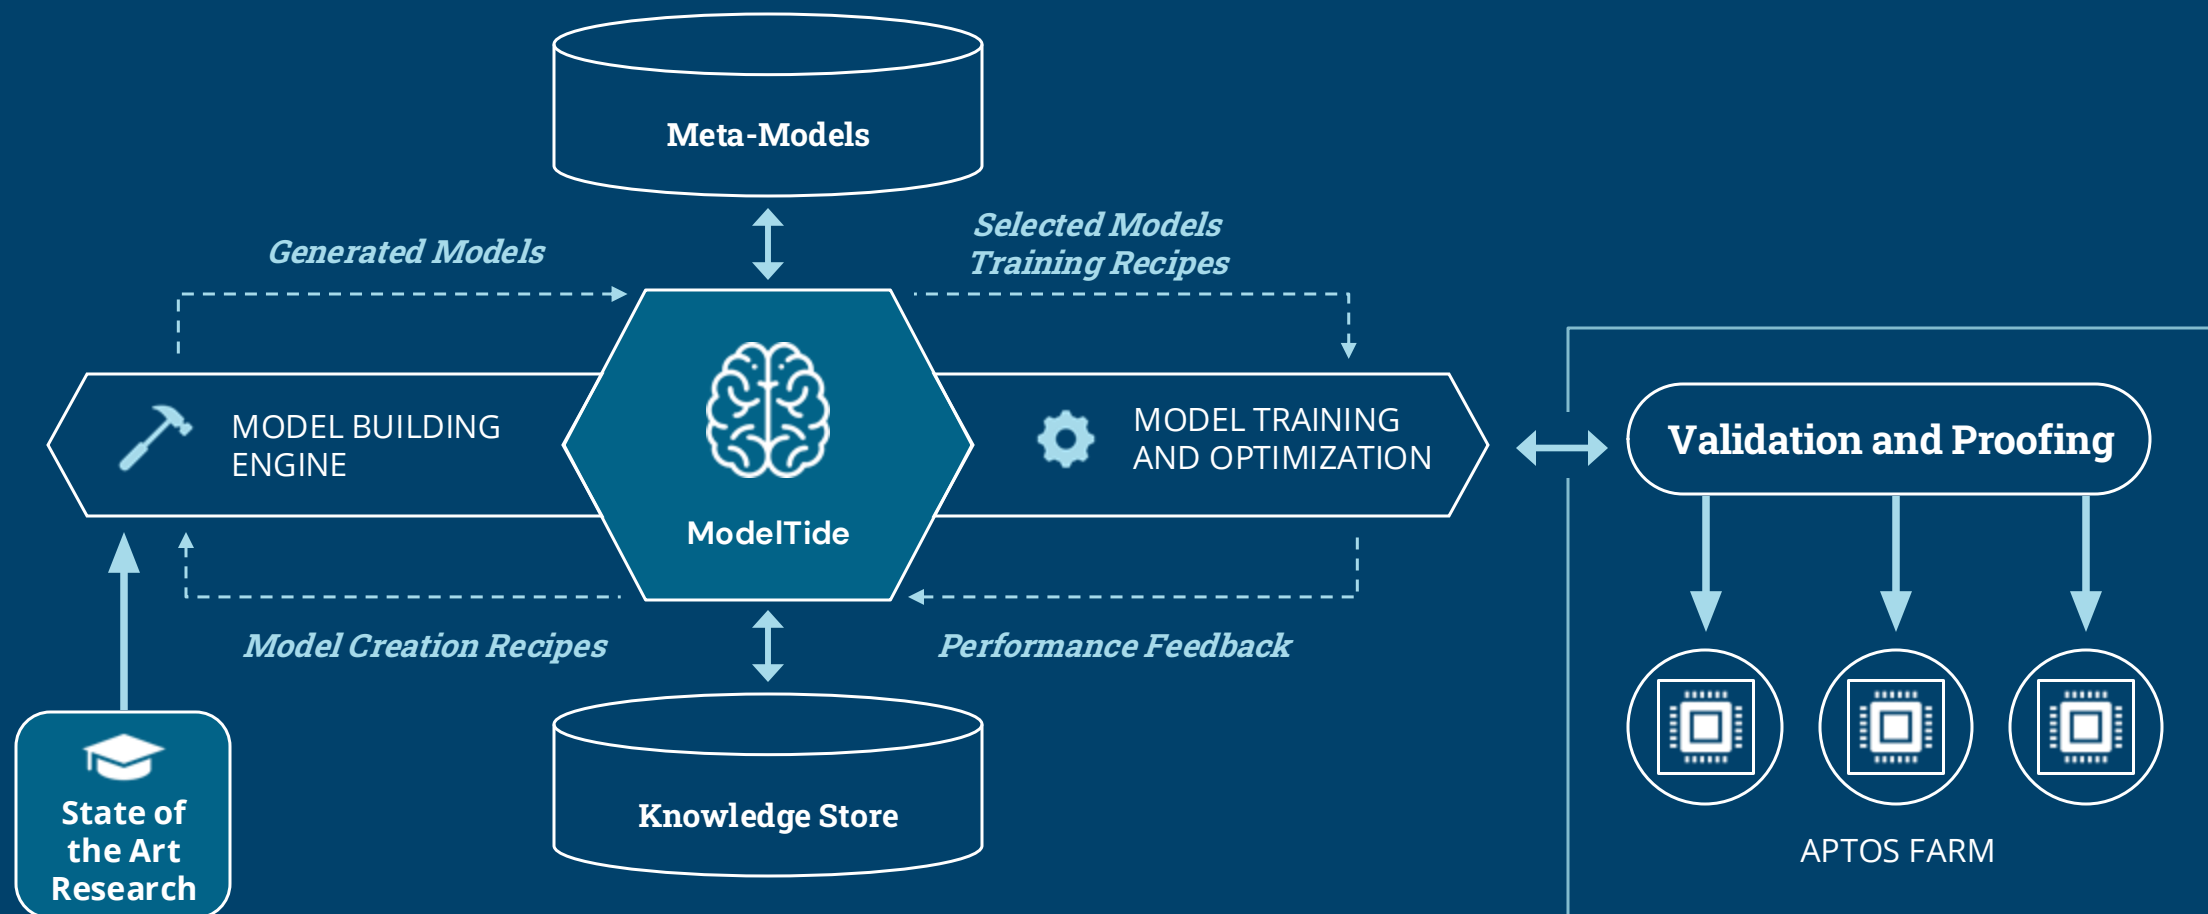 Meta-Models
Generated Models
Selected Models
Training Recipes
MODEL BUILDING
ENGINE
ModelTide
MODEL TRAINING
AND OPTIMIZATION
Validation and Proofing
Model Creation Recipes
Performance Feedback
State of
the Art
Research
Knowledge Store
APTOS FARM